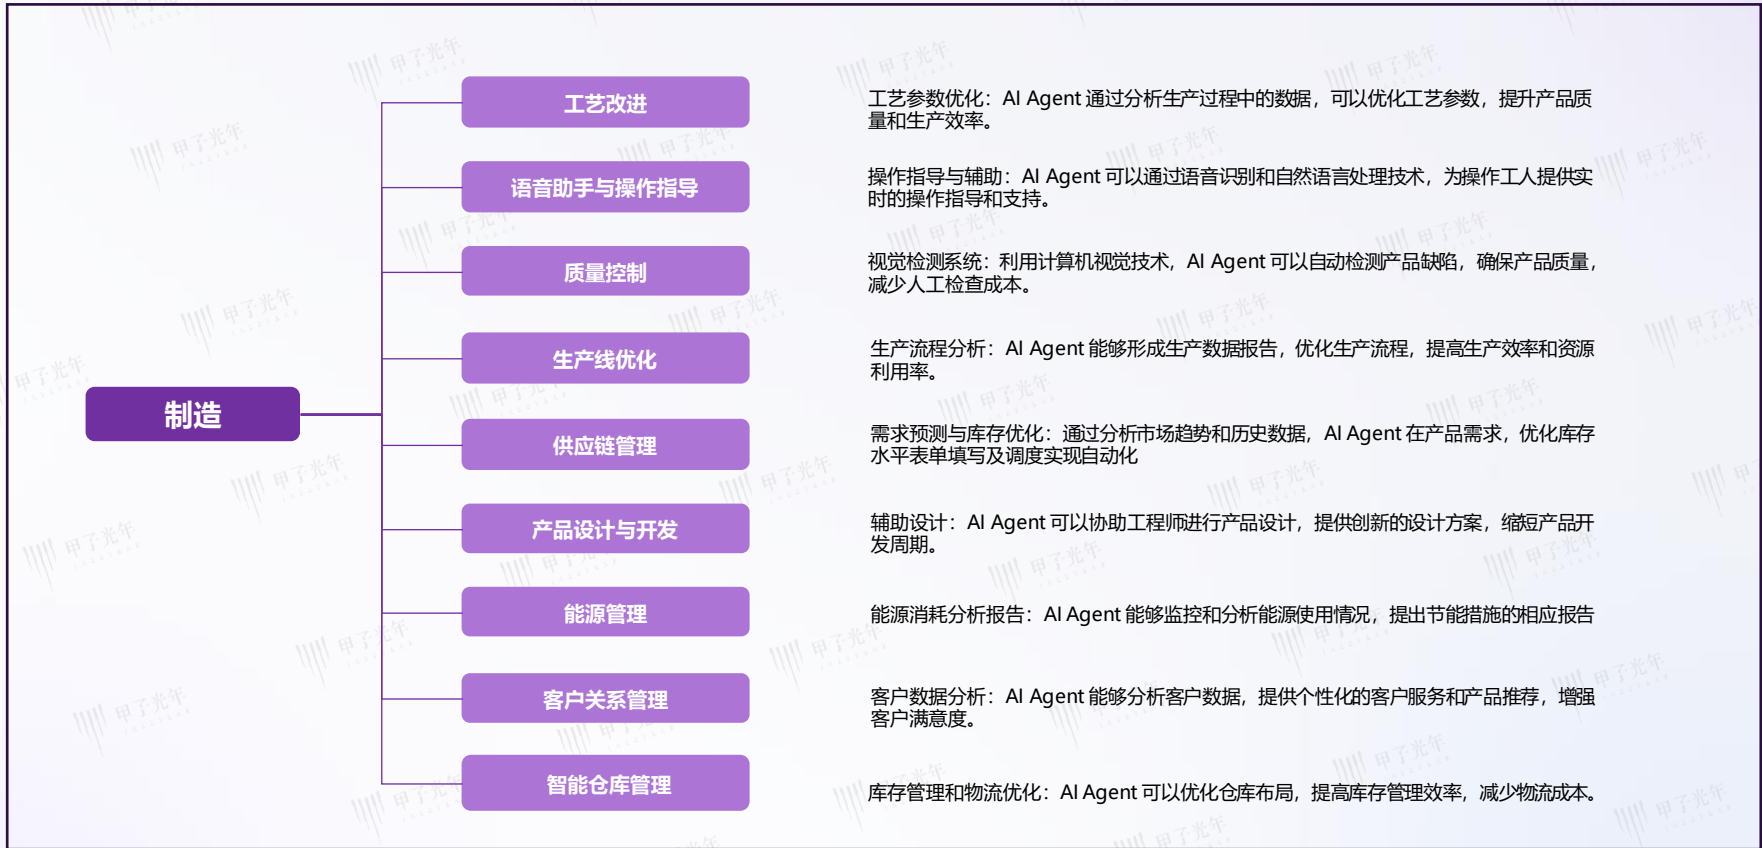 制造
工艺改进
工艺参数优化：AI Agent 通过分析生产过程中的数据，可以优化工艺参数，提升产品质
量和生产效率。
语音助手与操作指导
操作指导与辅助：AI Agent 可以通过语音识别和自然语言处理技术，为操作工人提供实
时的操作指导和支持。
质量控制
视觉检测系统：利用计算机视觉技术，AI Agent 可以自动检测产品缺陷，确保产品质量，
减少人工检查成本。
生产线优化
生产流程分析：AI Agent 能够形成生产数据报告，优化生产流程，提高生产效率和资源
利用率。
供应链管理
需求预测与库存优化：通过分析市场趋势和历史数据，AI Agent 在产品需求，优化库存
水平表单填写及调度实现自动化
产品设计与开发
辅助设计：AI Agent 可以协助工程师进行产品设计，提供创新的设计方案，缩短产品开
发周期。
能源管理
能源消耗分析报告：AI Agent 能够监控和分析能源使用情况，提出节能措施的相应报告
客户关系管理
客户数据分析：AI Agent 能够分析客户数据，提供个性化的客户服务和产品推荐，增强
客户满意度。
智能仓库管理
库存管理和物流优化：AI Agent 可以优化仓库布局，提高库存管理效率，减少物流成本。
甲子光年